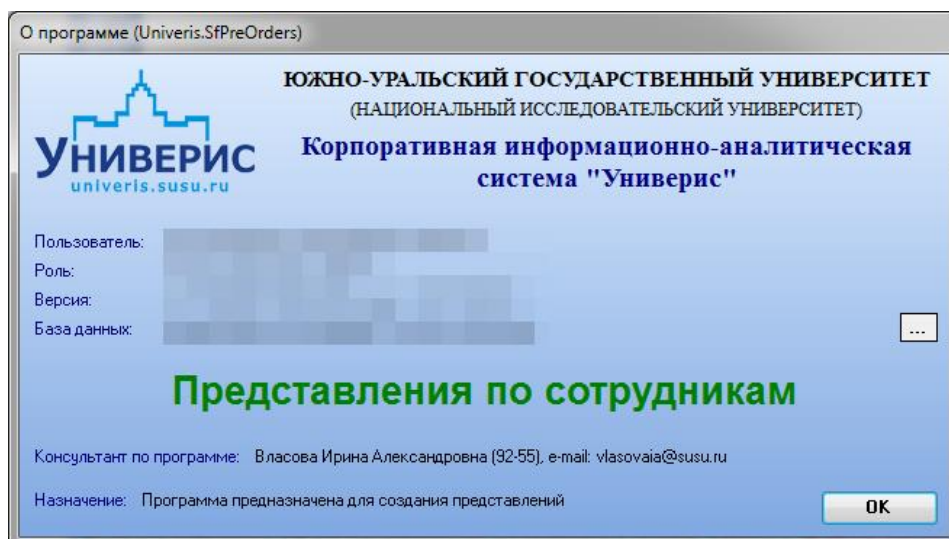 О программе (Univeris.SfPreOrders)
ЮЖНО-УРАЛЬСКИЙ ГОСУДАРСТВЕННЫЙ УНИВЕРСИТЕТ
(НАЦИОНАЛЬНЫЙ ИССЛЕДОВАТЕЛЬСКИЙ УНИВЕРСИТЕТ)
УНИВЕРИС
univeris.susu.ru
Корпоративная информационно-аналитическая
система "Универис"
Пользователь:
Роль:
Версия:
База данных:
...
Представления по сотрудникам
Консультант по программе: Власова Ирина Александровна (92-55), e-mail: vlasovaia@susu.ru
Назначение: Программа предназначена для создания представлений
OK